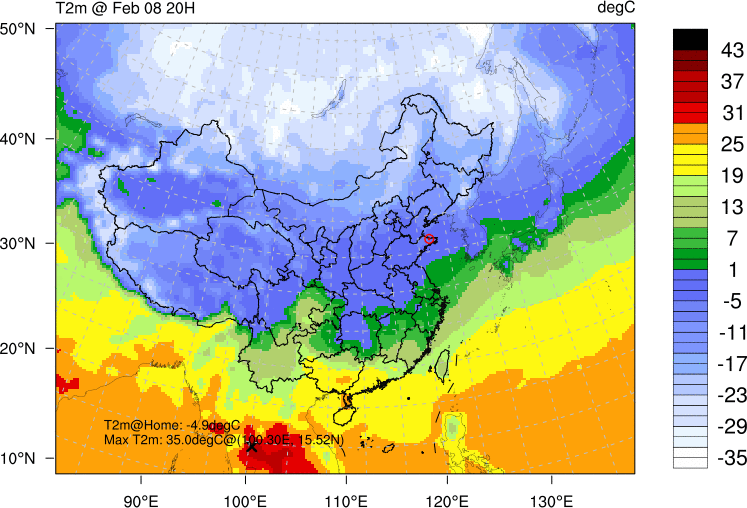 T2m @ Feb 08 20H
degC
50°N
40°N
30°N
20°N
10°N
43
37
31
25
19
13
7
1
-5
-11
-17
-23
-29
-35
T2m@Home: -4.9degC
Max T2m: 35.0degC@(100.30E, 15.52N)
90°E
100°E
110°E
120°E
130°E